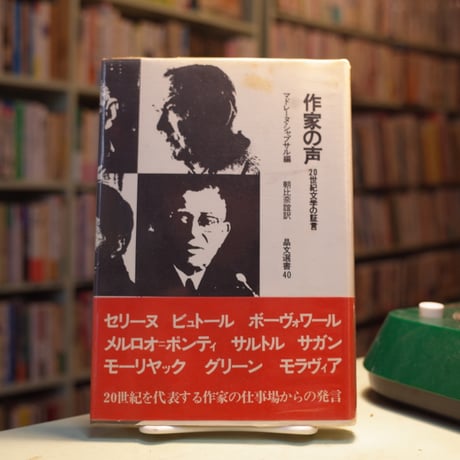 作家の声
20世紀文学の証言
マドレーヌ・シャプサル編
朝比奈誼訳
晶文選書
40
セリーヌ ビュトール ボーヴォワール
メルロオ=ポンティ サルトル サガン
モーリヤック グリーン モラヴィア
20世紀を代表する作家の仕事場からの発言